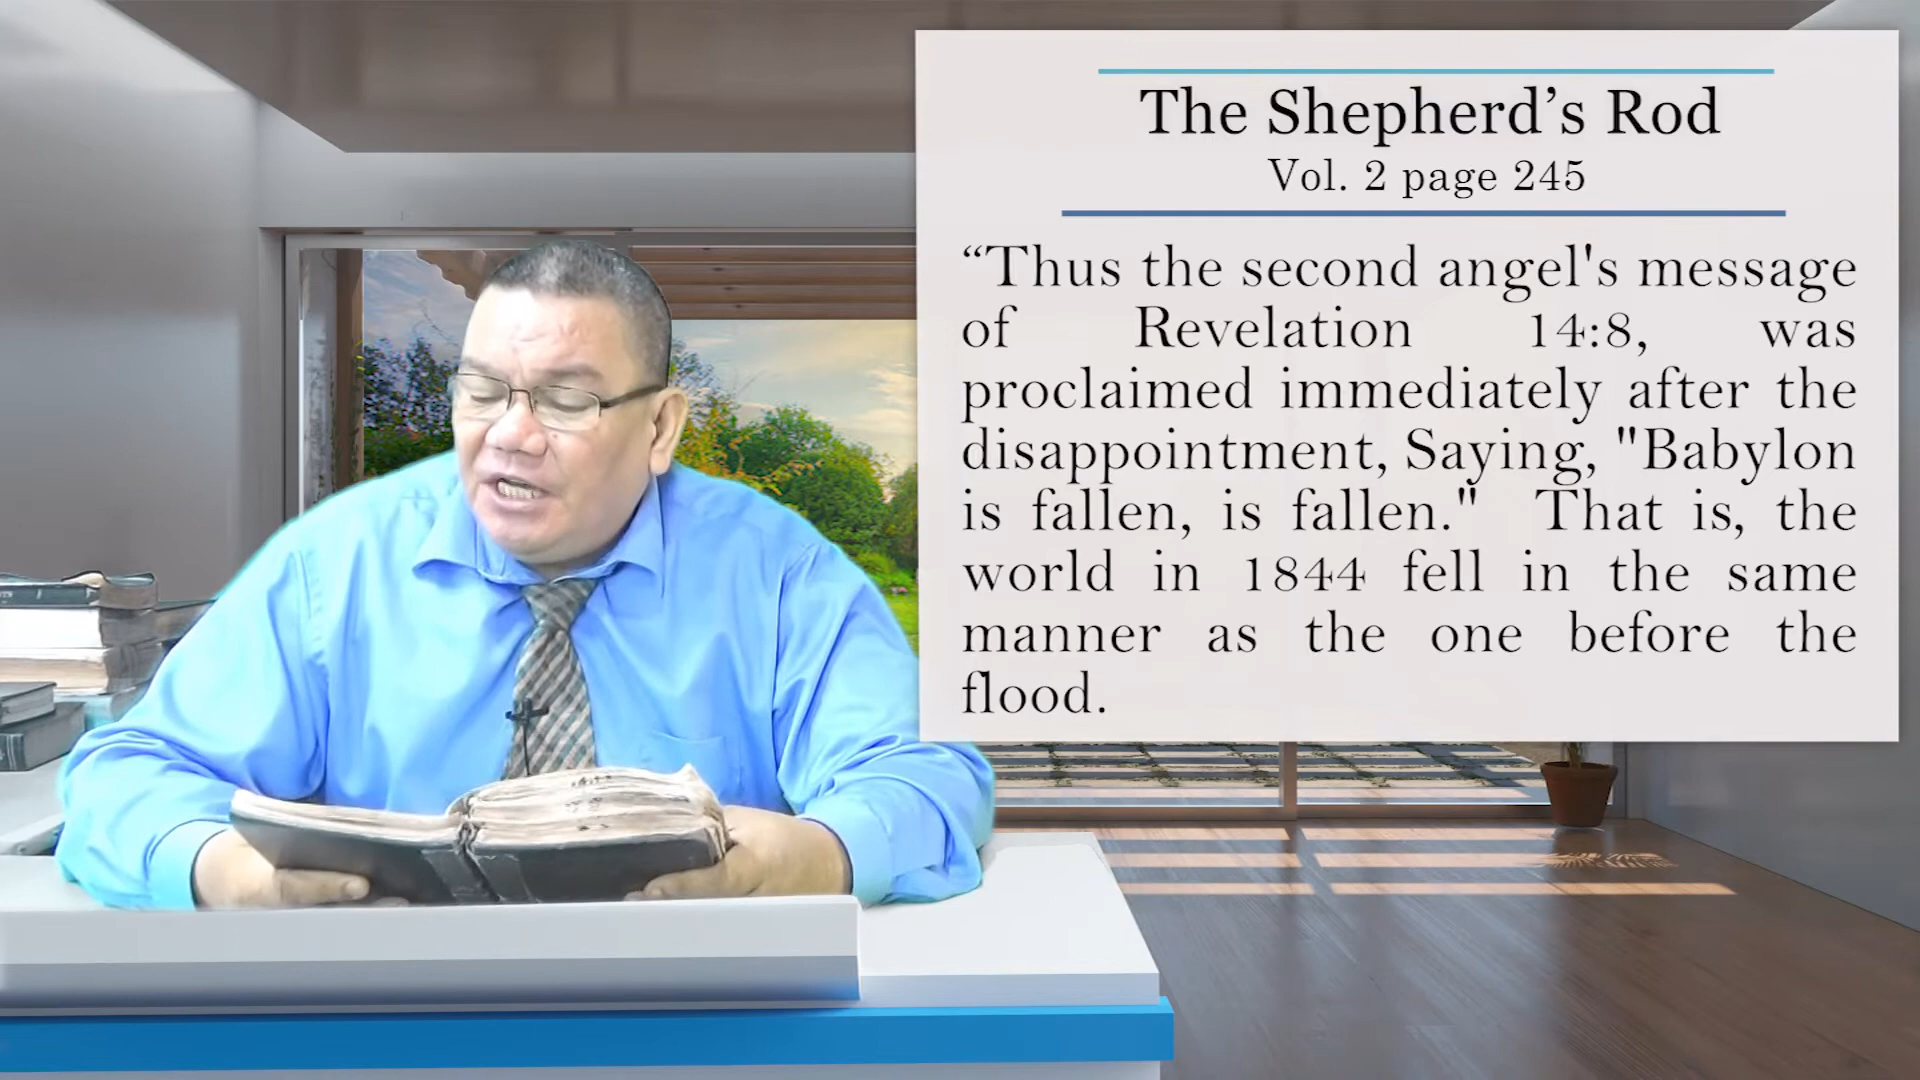 The Shepherd’s Rod
Vol. 2 page 245
“Thus the second angel's message
of Revelation 14:8, was
proclaimed immediately after the
disappointment, Saying, "Babylon
is fallen, is fallen." That is, the
world in 1844 fell in the same
manner as the one before the
flood.